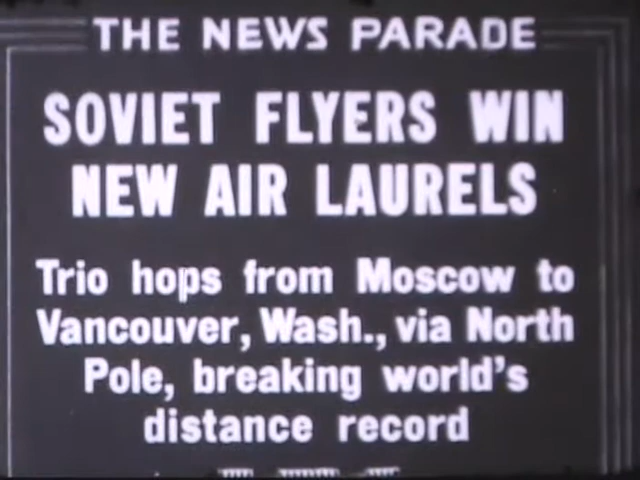 THE NEWS PARADE
SOVIET FLYERS WIN
NEW AIR LAURELS
Trio hops from Moscow to
Vancouver, Wash., via North
Pole, breaking world's
distance record